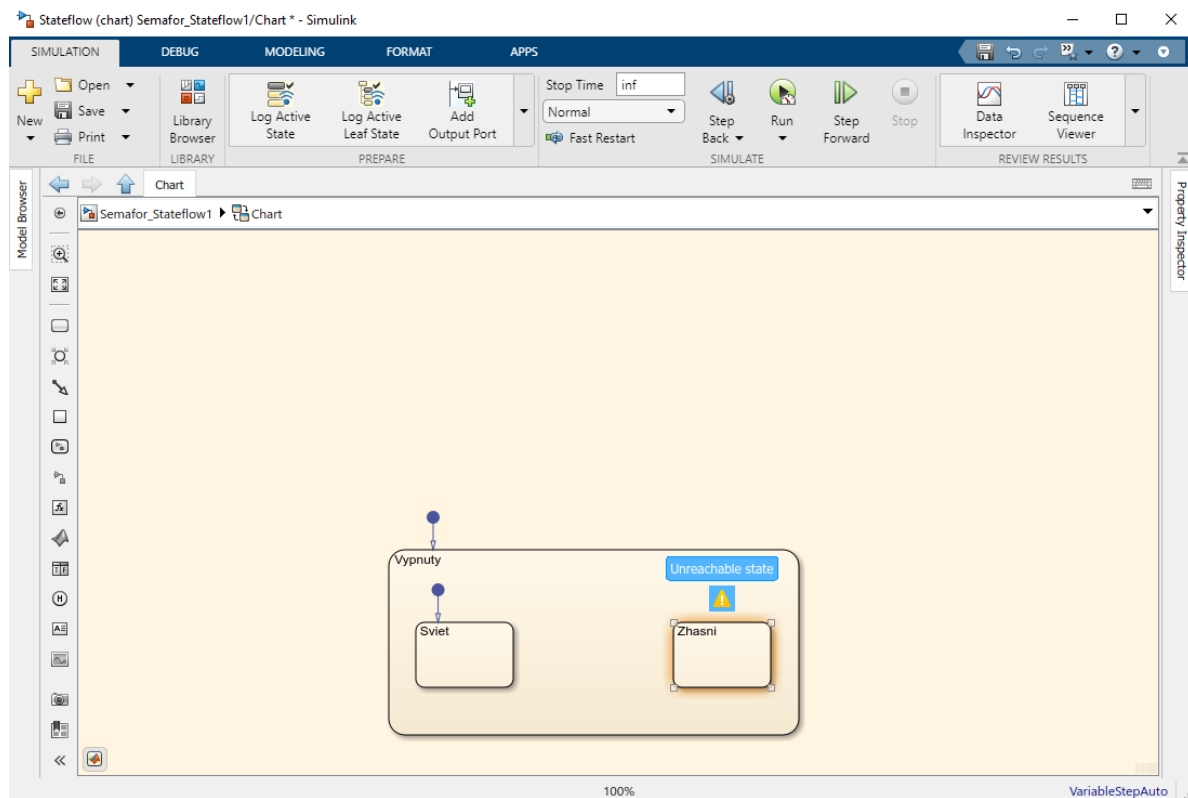 Stateflow (chart) Semafor_Stateflow1/Chart * - Simulink
SIMULATION DEBUG MODELING FORMAT APPS
New
Open
Save
Print
FILE
Library
Browser
LIBRARY
Log Active
State
Log Active
Leaf State
Add
Output Port
PREPARE
Stop Time inf
Normal
Fast Restart
Step
Back
Run
Step
Forward
Stop
SIMULATE
Data
Inspector
Sequence
Viewer
REVIEW RESULTS
Model Browser
Chart
Semafor_Stateflow1 Chart
Property Inspector
Vypnuty
Unreachable state
Sviet
Zhasni
100%
VariableStepAuto